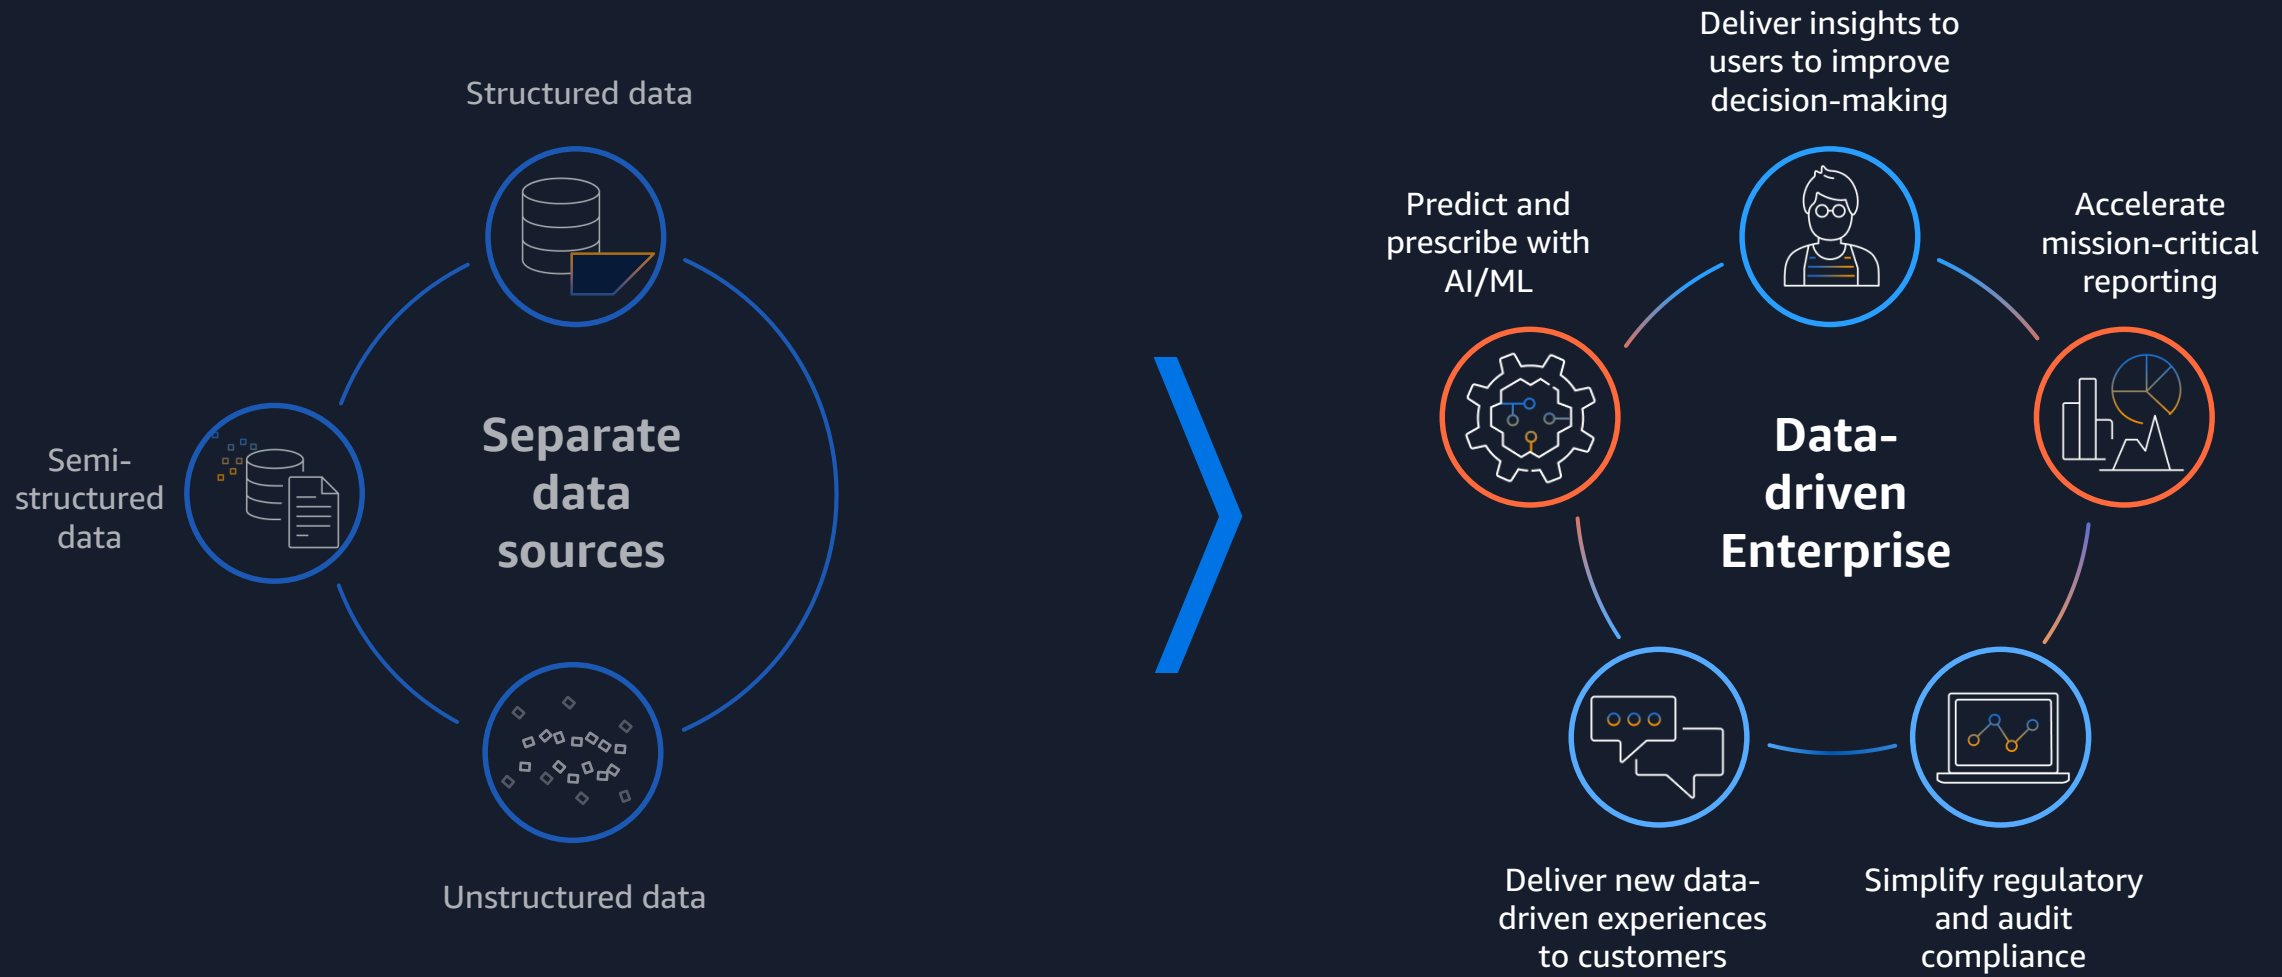 Structured data
Semi-
structured
data
Separate
data
sources
Unstructured data
Deliver insights to
users to improve
decision-making
Predict and
prescribe with
AI/ML
Accelerate
mission-critical
reporting
Data-
driven
Enterprise
Deliver new data-
driven experiences
to customers
Simplify regulatory
and audit
compliance